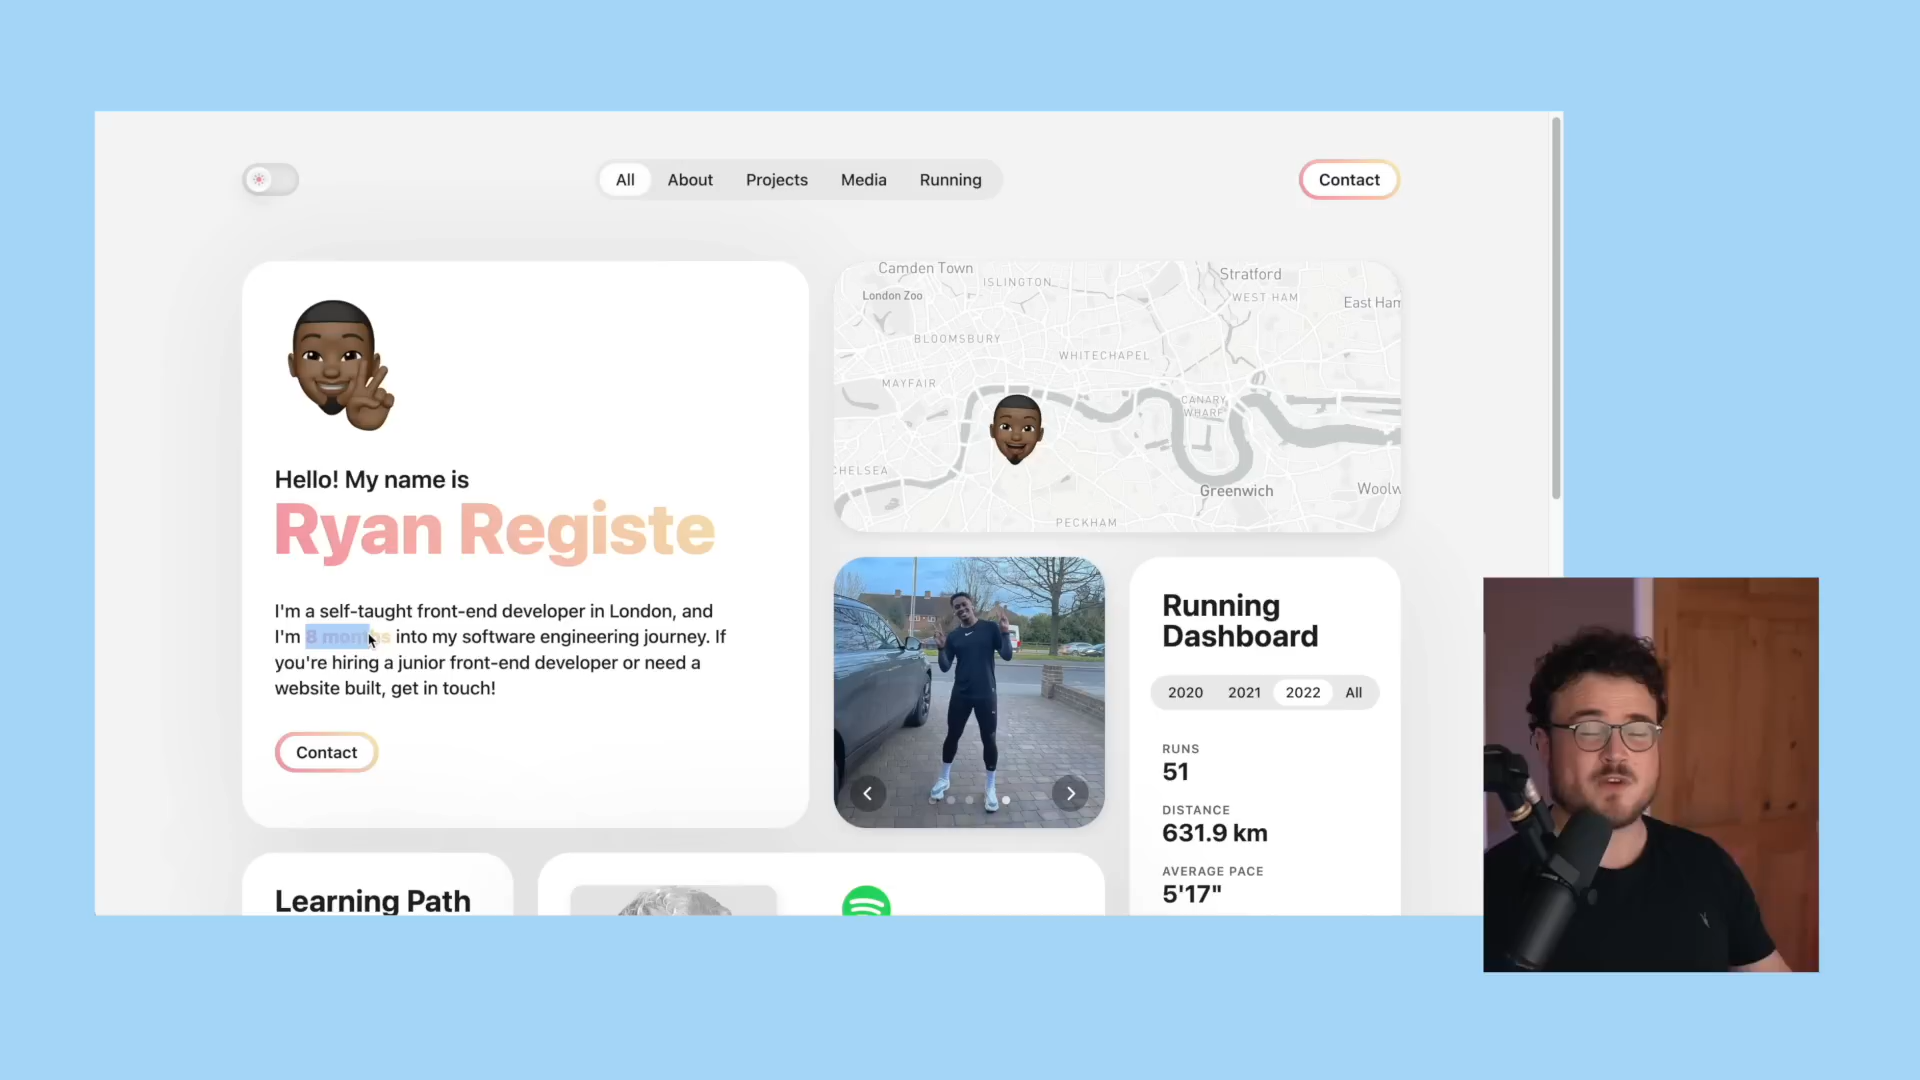 All
About
Projects
Media
Running
Contact
Hello! My name is
Ryan Registe
I'm a self-taught front-end developer in London, and
I'm 8 months into my software engineering journey. If
you're hiring a junior front-end developer or need a
website built, get in touch!
Contact
Camden Town
ISLINGTON
Stratford
London Zoo
WEST HAM
East Ham
BLOOMSBURY
WHITECHAPEL
MAYFAIR
CANARY
WHARF
CHELSEA
Greenwich
Woolw
PECKHAM
Running
Dashboard
2020
2021
2022
All
RUNS
51
DISTANCE
631.9 km
AVERAGE PACE
5'17"
Learning Path